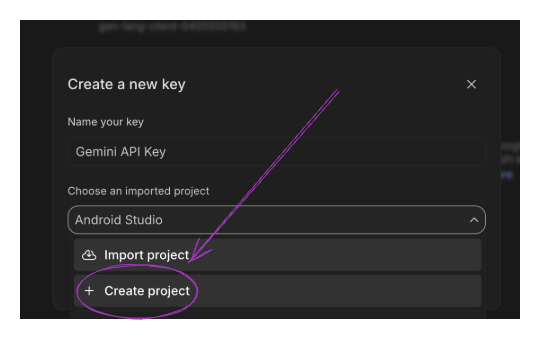 Create a new key
Name your key
Gemini API Key
Choose an imported project
Android Studio
Import project
Create project